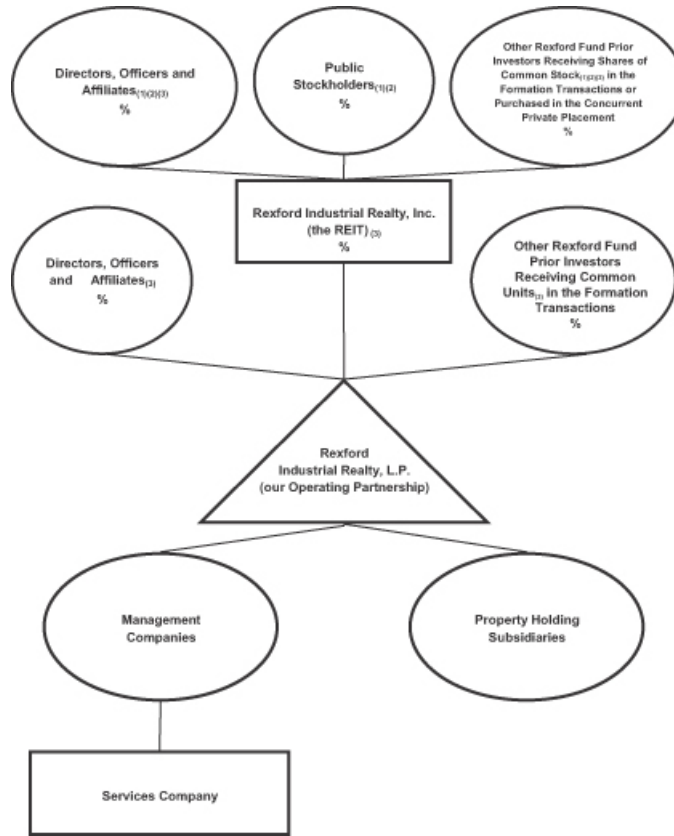 Directors, Officers and
Affiliates(1)(2)(3)
%
Public
Stockholders(1)(2)
%
Other Rexford Fund Prior
Investors Receiving Shares of
Common Stock(1)(2)(3) in the
Formation Transactions or
Purchased in the Concurrent
Private Placement
%
Rexford Industrial Realty, Inc.
(the REIT) (3)
%
Directors, Officers
and Affiliates(3)
%
Other Rexford Fund
Prior Investors
Receiving Common
Units(3) in the Formation
Transactions
%
Rexford
Industrial Realty, L.P.
(our Operating Partnership)
Management
Companies
Property Holding
Subsidiaries
Services Company